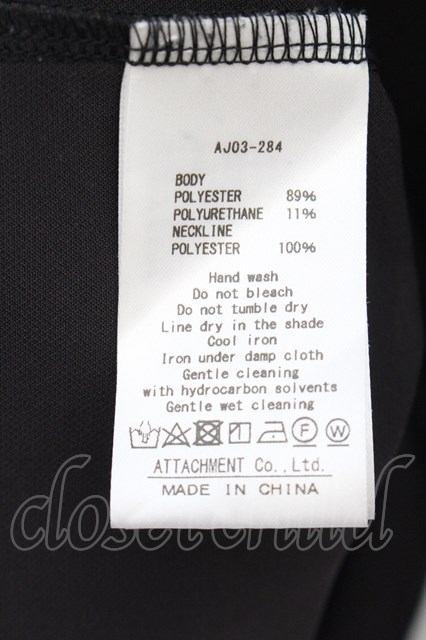 AJ03-284
BODY
POLYESTER 89%
POLYURETHANE 11%
NECKLINE
POLYESTER 100%
Hand wash
Do not bleach
Do not tumble dry
Line dry in the shade
Cool iron
Iron under damp cloth
Gentle cleaning
with hydrocarbon solvents
Gentle wet cleaning
F W
ATTACHMENT Co.,Ltd.
MADE IN CHINA
closet child